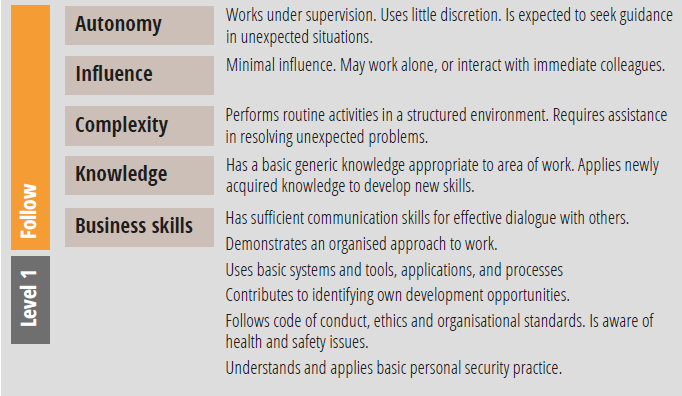 Autonomy
Works under supervision. Uses little discretion. Is expected to seek guidance
in unexpected situations.
Influence
Minimal influence. May work alone, or interact with immediate colleagues.
Complexity
Performs routine activities in a structured environment. Requires assistance
in resolving unexpected problems.
Knowledge
Has a basic generic knowledge appropriate to area of work. Applies newly
acquired knowledge to develop new skills.
Business skills
Has sufficient communication skills for effective dialogue with others.
Demonstrates an organised approach to work.
Uses basic systems and tools, applications, and processes
Contributes to identifying own development opportunities.
Follows code of conduct, ethics and organisational standards. Is aware of
health and safety issues.
Understands and applies basic personal security practice.
Follow
Level 1